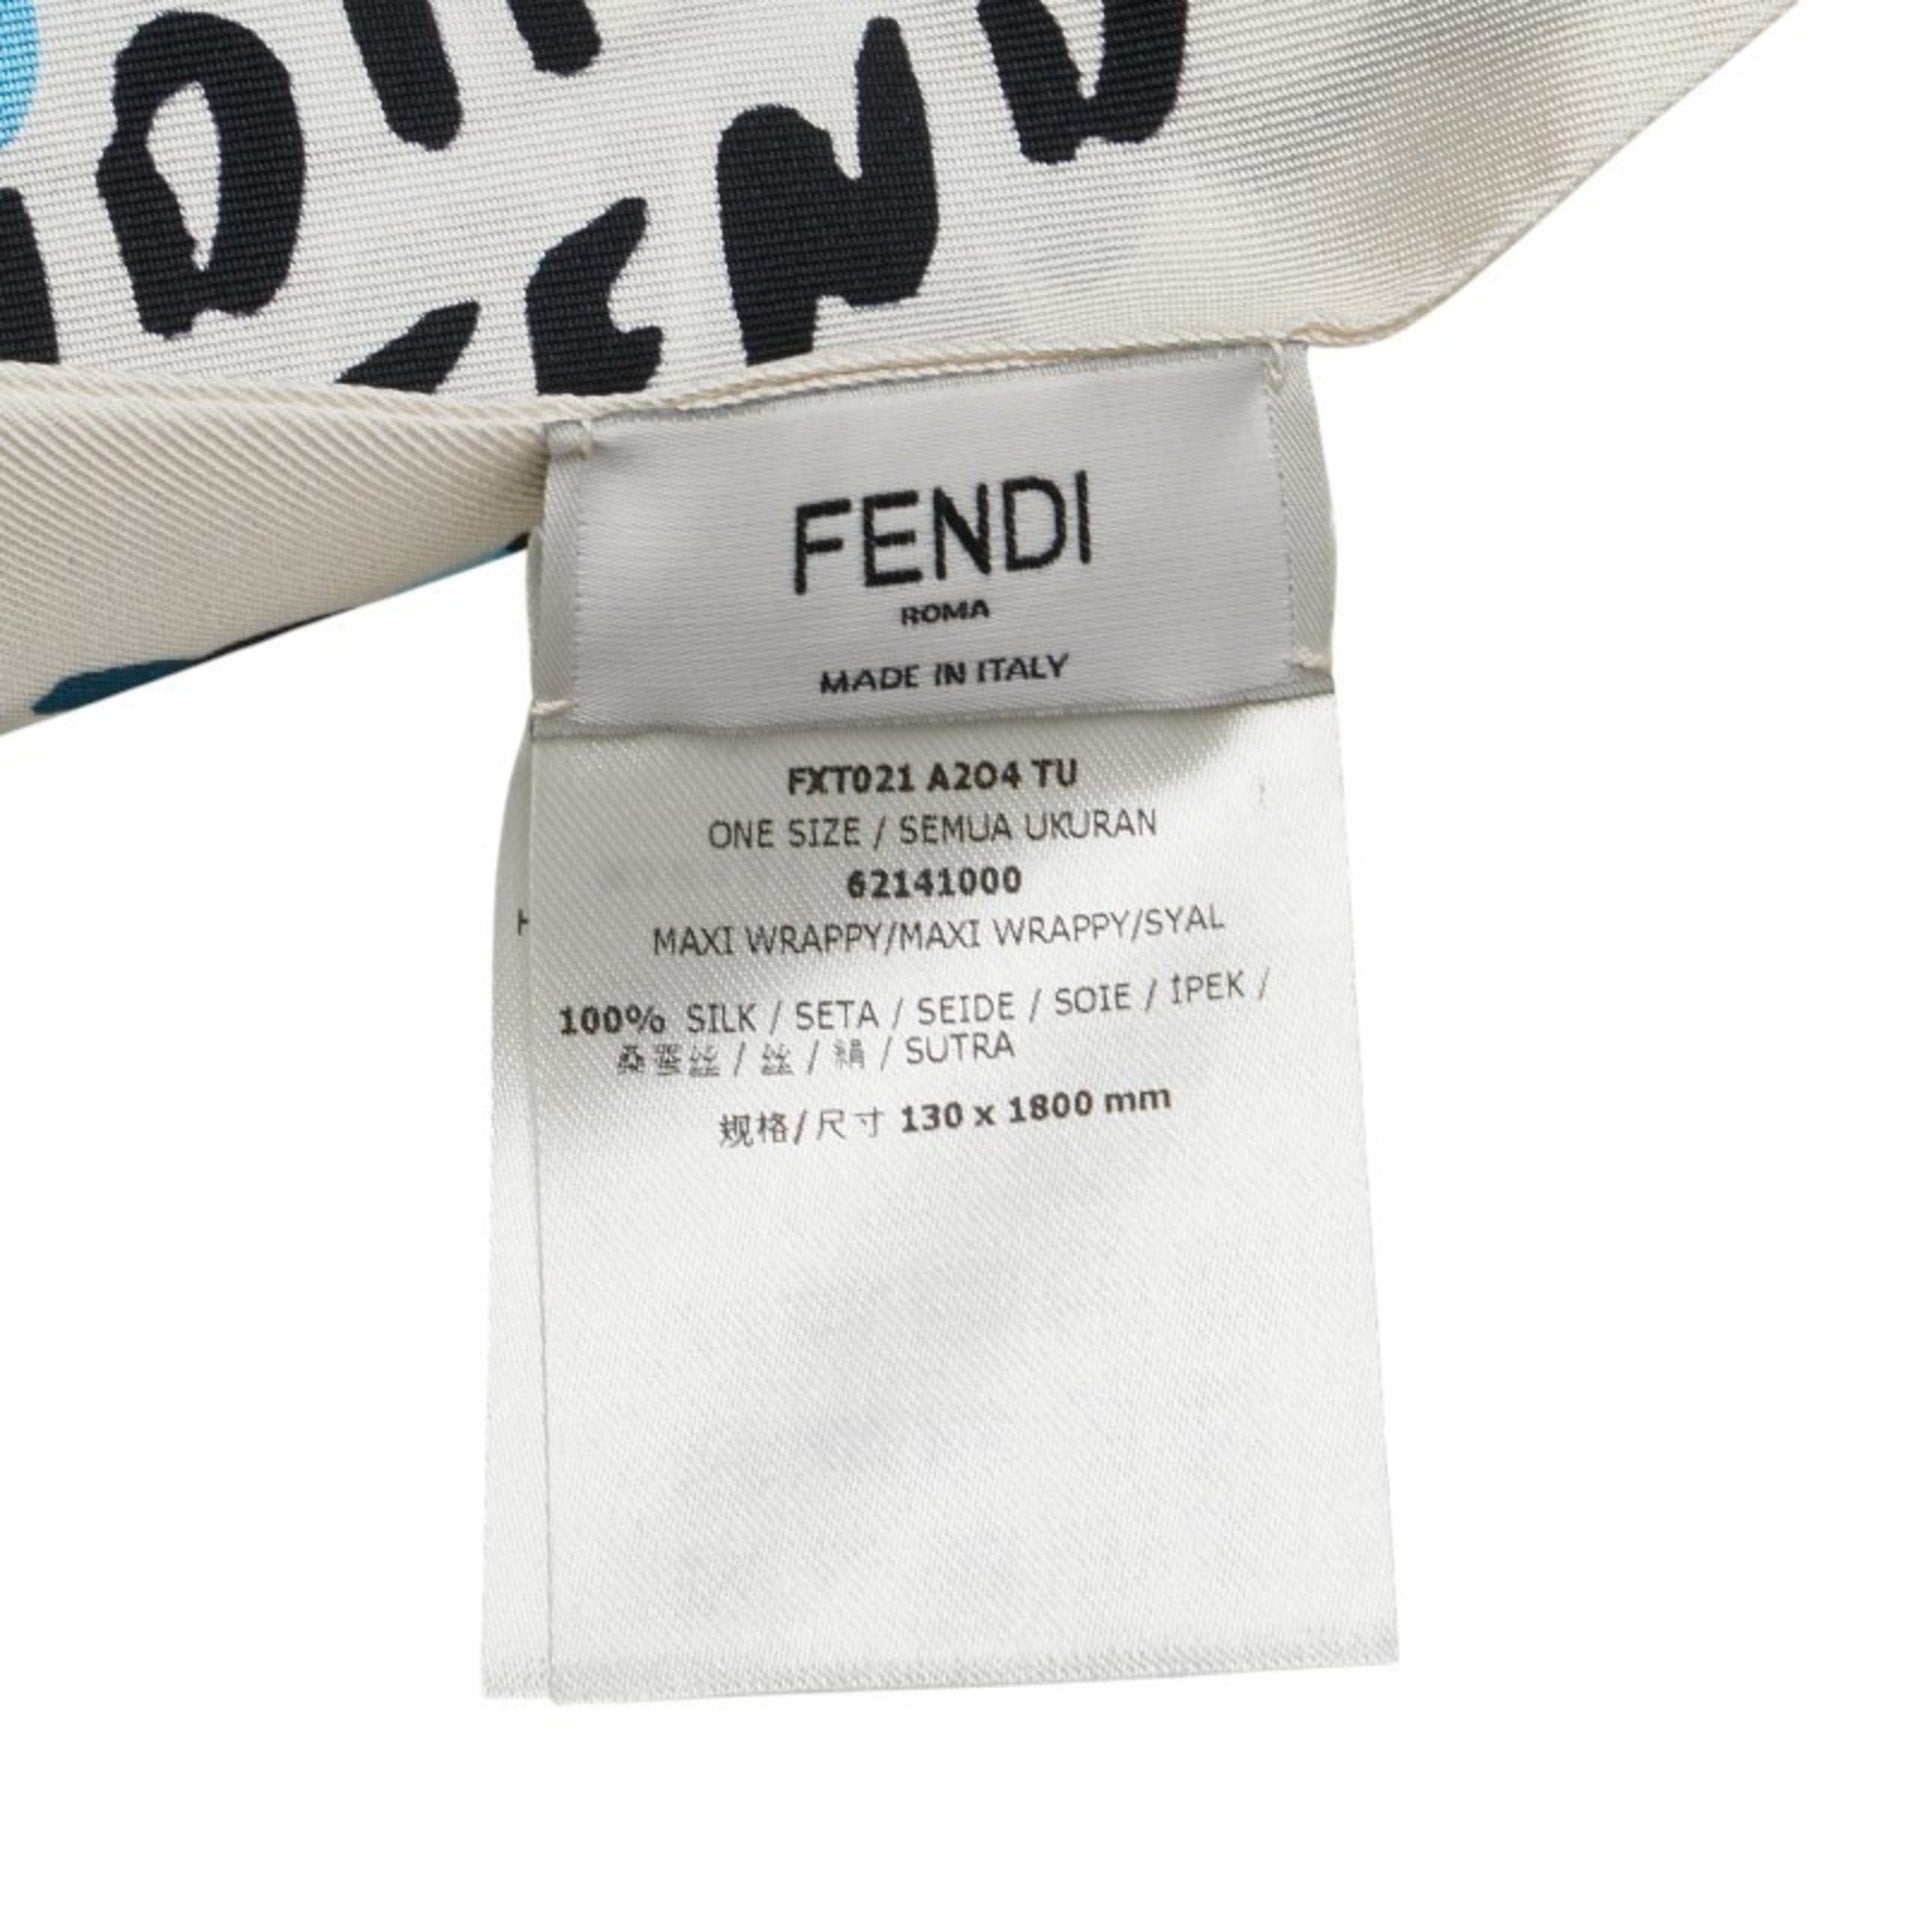 FENDI
ROMA
MADE IN ITALY
FXT021 A2O4 TU
ONE SIZE / SEMUA UKURAN
62141000
MAXI WRAPPY/MAXI WRAPPY/SYAL
100% SILK / SETA / SEIDE / SOIE / İPEK /
桑蚕丝 / 丝 / 絹 / SUTRA
规格/尺寸 130 x 1800 mm